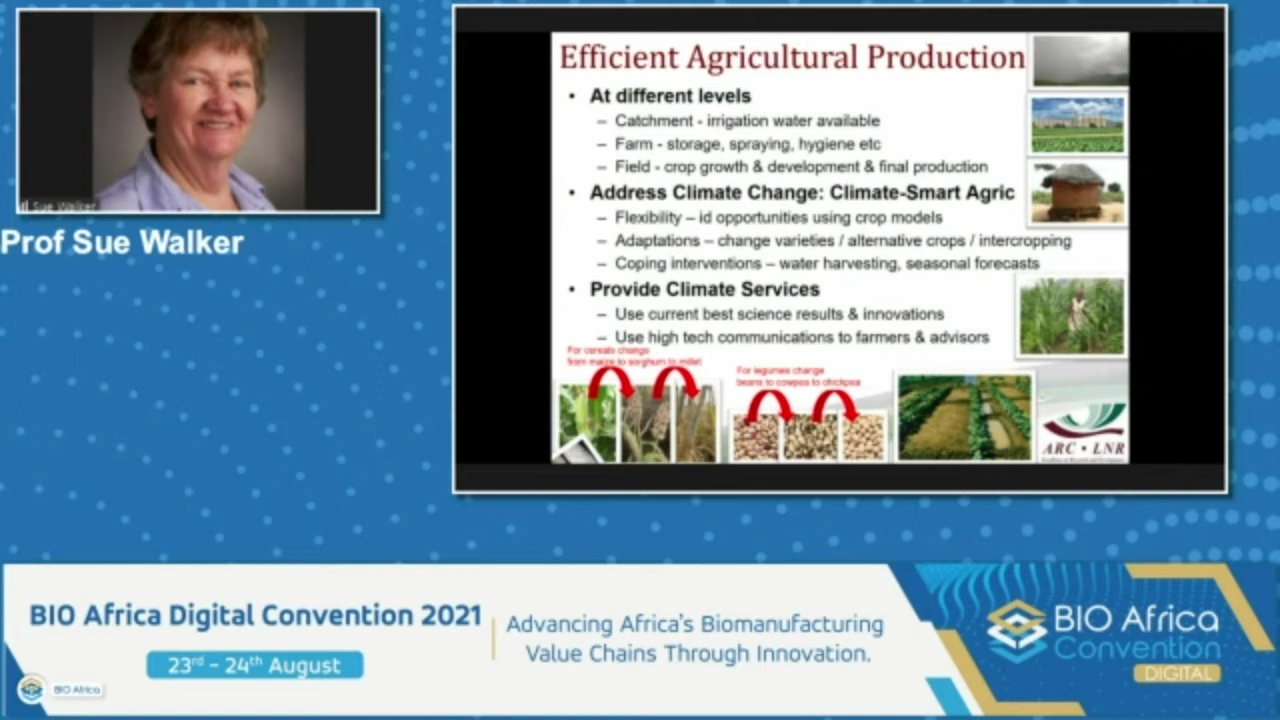 Sue Walker
Prof Sue Walker
Efficient Agricultural Production
• At different levels
– Catchment - irrigation water available
– Farm - storage, spraying, hygiene etc
– Field - crop growth & development & final production
• Address Climate Change: Climate-Smart Agric
– Flexibility – id opportunities using crop models
– Adaptations – change varieties / alternative crops / intercropping
– Coping interventions – water harvesting, seasonal forecasts
• Provide Climate Services
– Use current best science results & innovations
– Use high tech communications to farmers & advisors
For cereals change
from maize to sorghum to millet
For legumes change
beans to cowpea to chickpea
ARC • LNR
BIO Africa Digital Convention 2021
23rd – 24th August
Advancing Africa's Biomanufacturing
Value Chains Through Innovation.
BIO Africa
Convention
DIGITAL
BIO Africa